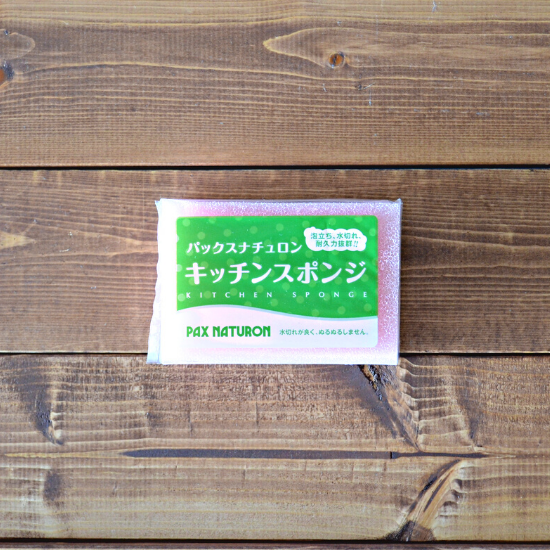 パックスナチュロン
泡立ち、水切れ、
耐久力抜群!!
キッチンスポンジ
KITCHEN SPONGE
PAX NATURON
水切れが良く、ぬるぬるしません。